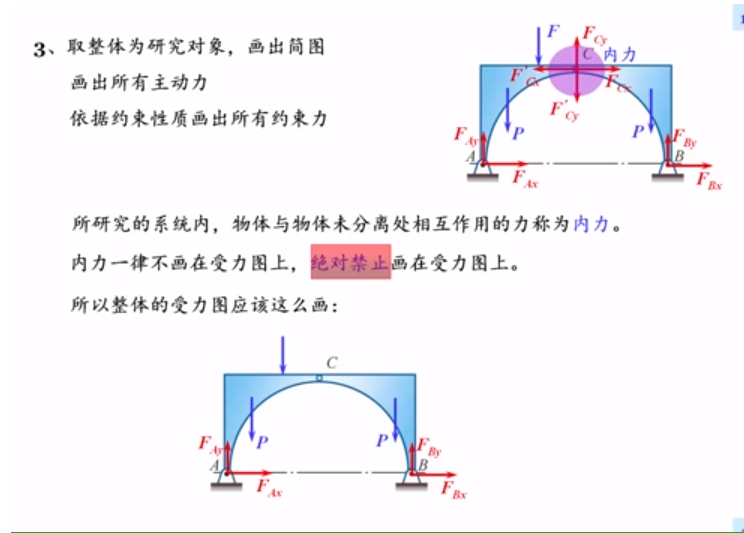 3、取整体为研究对象，画出简图
画出所有主动力
依据约束性质画出所有约束力
F
F_Cy
C 内力
F'_Cx
F_Cx
F'_Cy
P
P
F_Ay
F_By
A
B
F_Ax
F_Bx
所研究的系统内，物体与物体未分离处相互作用的力称为内力。
内力一律不画在受力图上，绝对禁止画在受力图上。
所以整体的受力图应该这么画：
C
P
P
F_Ay
F_By
A
B
F_Ax
F_Bx